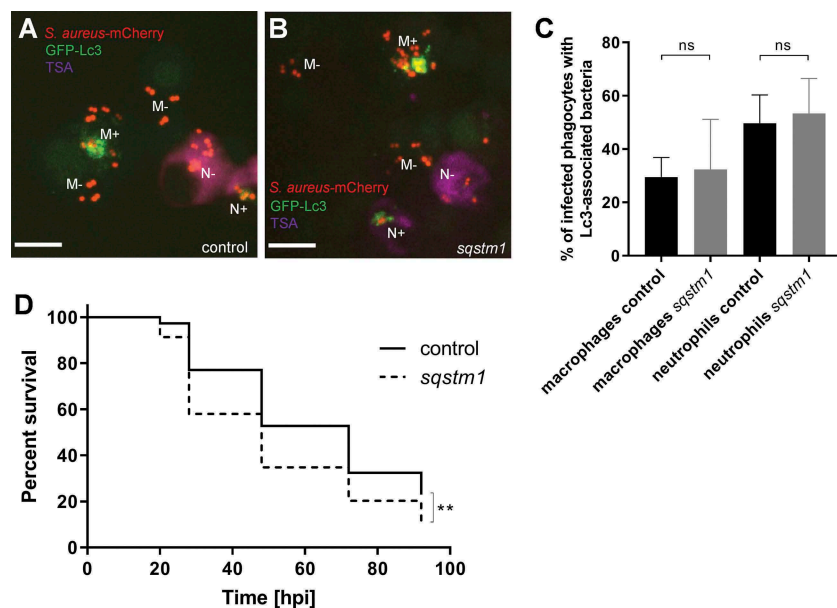 A
S. aureus-mCherry
GFP-Lc3
TSA
M-
M+
M-
N-
N+
control
B
M+
M-
M-
N-
S. aureus-mCherry
GFP-Lc3
TSA
N+
sqstm1
C
% of infected phagocytes with
Lc3-associated bacteria
80
60
40
20
0
ns
ns
macrophages control
macrophages sqstm1
neutrophils control
neutrophils sqstm1
D
Percent survival
100
80
60
40
20
0
control
sqstm1
**
0
20
40
60
80
100
Time [hpi]